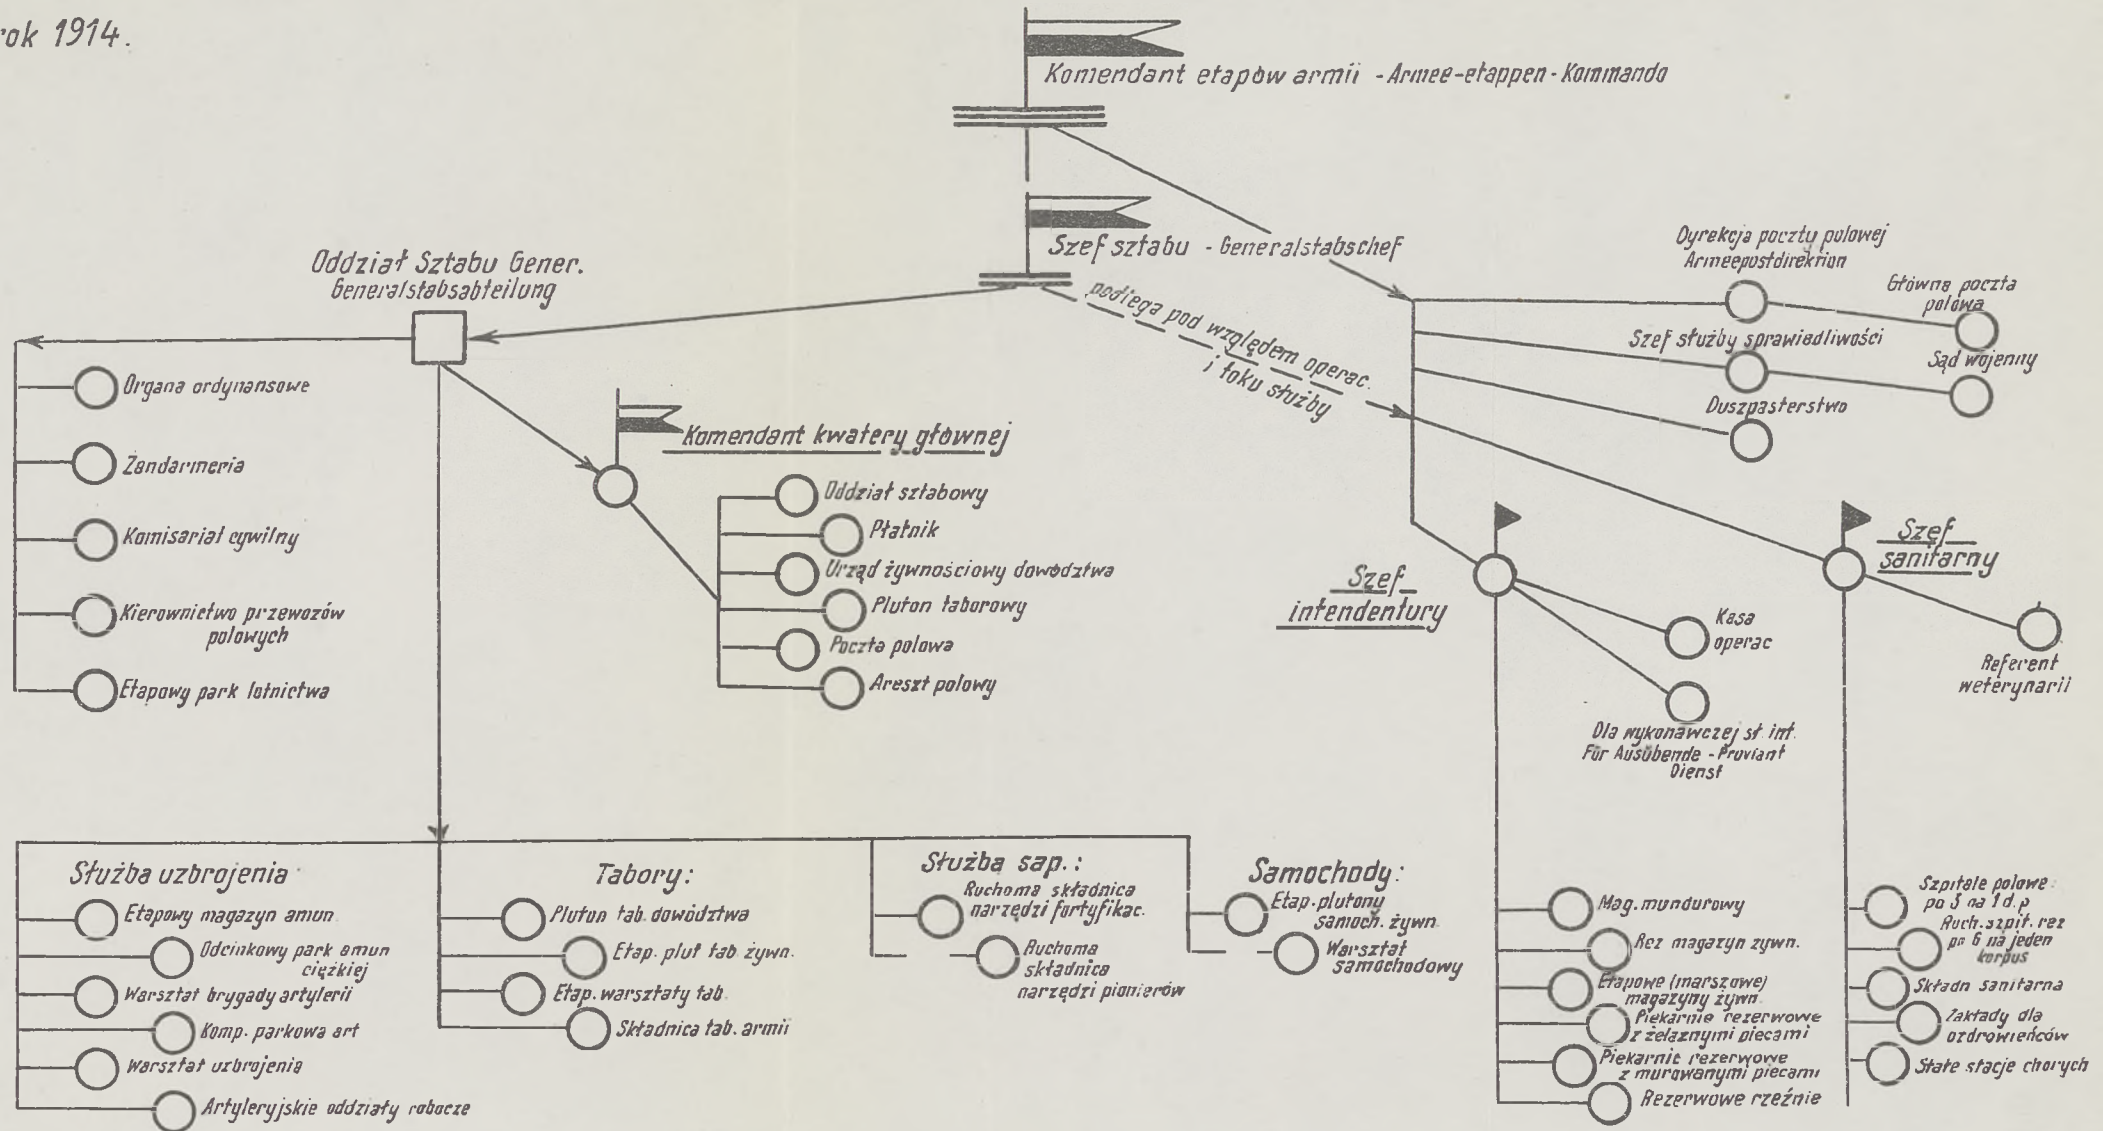 rok 1914.
Komendant etapów armii - Armee-etappen-Kommando
Szef sztabu - Generalstabschef
Oddział Sztabu Gener.
Generalstabsabteilung
podlega pod względem operac.
i toku służby
Dyrekcja poczty polowej
Armeepostdirektion
Główna poczta
polowa
Szef służby sprawiedliwości
Sąd wojenny
Duszpasterstwo
Organa ordynansowe
Żandarmeria
Komisariat cywilny
Kierownictwo przewozów
polowych
Etapowy park lotnictwa
Komendant kwatery głównej
Oddział sztabowy
Płatnik
Urząd żywnościowy dowództwa
Pluton taborowy
Poczta polowa
Areszt polowy
Szef
intendentury
Szef
sanitarny
Kasa
operac
Referent
weterynarii
Dla wykonawczej sł. int.
Für Ausübende - Proviant
Dienst
Służba uzbrojenia
Etapowy magazyn amun.
Odcinkowy park amun
ciężkiej
Warsztat brygady artylerii
Komp. parkowa art
Warsztat uzbrojenia
Artyleryjskie oddziały robocze
Tabory:
Pluton tab. dowództwa
Etap. plut tab. żywn.
Etap. warsztaty tab.
Składnica tab. armii
Służba sap.:
Ruchoma składnica
narzędzi fortyfikac.
Ruchoma
składnica
narzędzi pionierów
Samochody:
Etap. plutony
samoch. żywn.
Warsztat
samochodowy
Mag. mundurowy
Rez magazyn żywn.
Etapowe (marszowe)
magazyny żywn.
Piekarnie rezerwowe
z żelaznymi piecami
Piekarnie rezerwowe
z murowanymi piecami
Rezerwowe rzeźnie
Szpitale polowe:
po 3 na 1 d.p
Ruch. szpit. rez
po 6 na jeden
korpus
Składn sanitarna
Zakłady dla
ozdrowieńców
Stałe stacje chorych